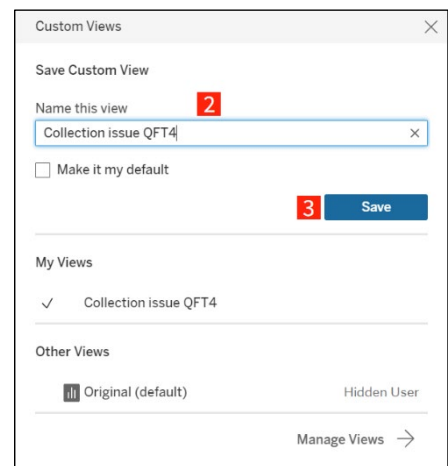 Custom Views
Save Custom View
Name this view 2
Collection issue QFT4
Make it my default
3 Save
My Views
Collection issue QFT4
Other Views
Original (default) Hidden User
Manage Views